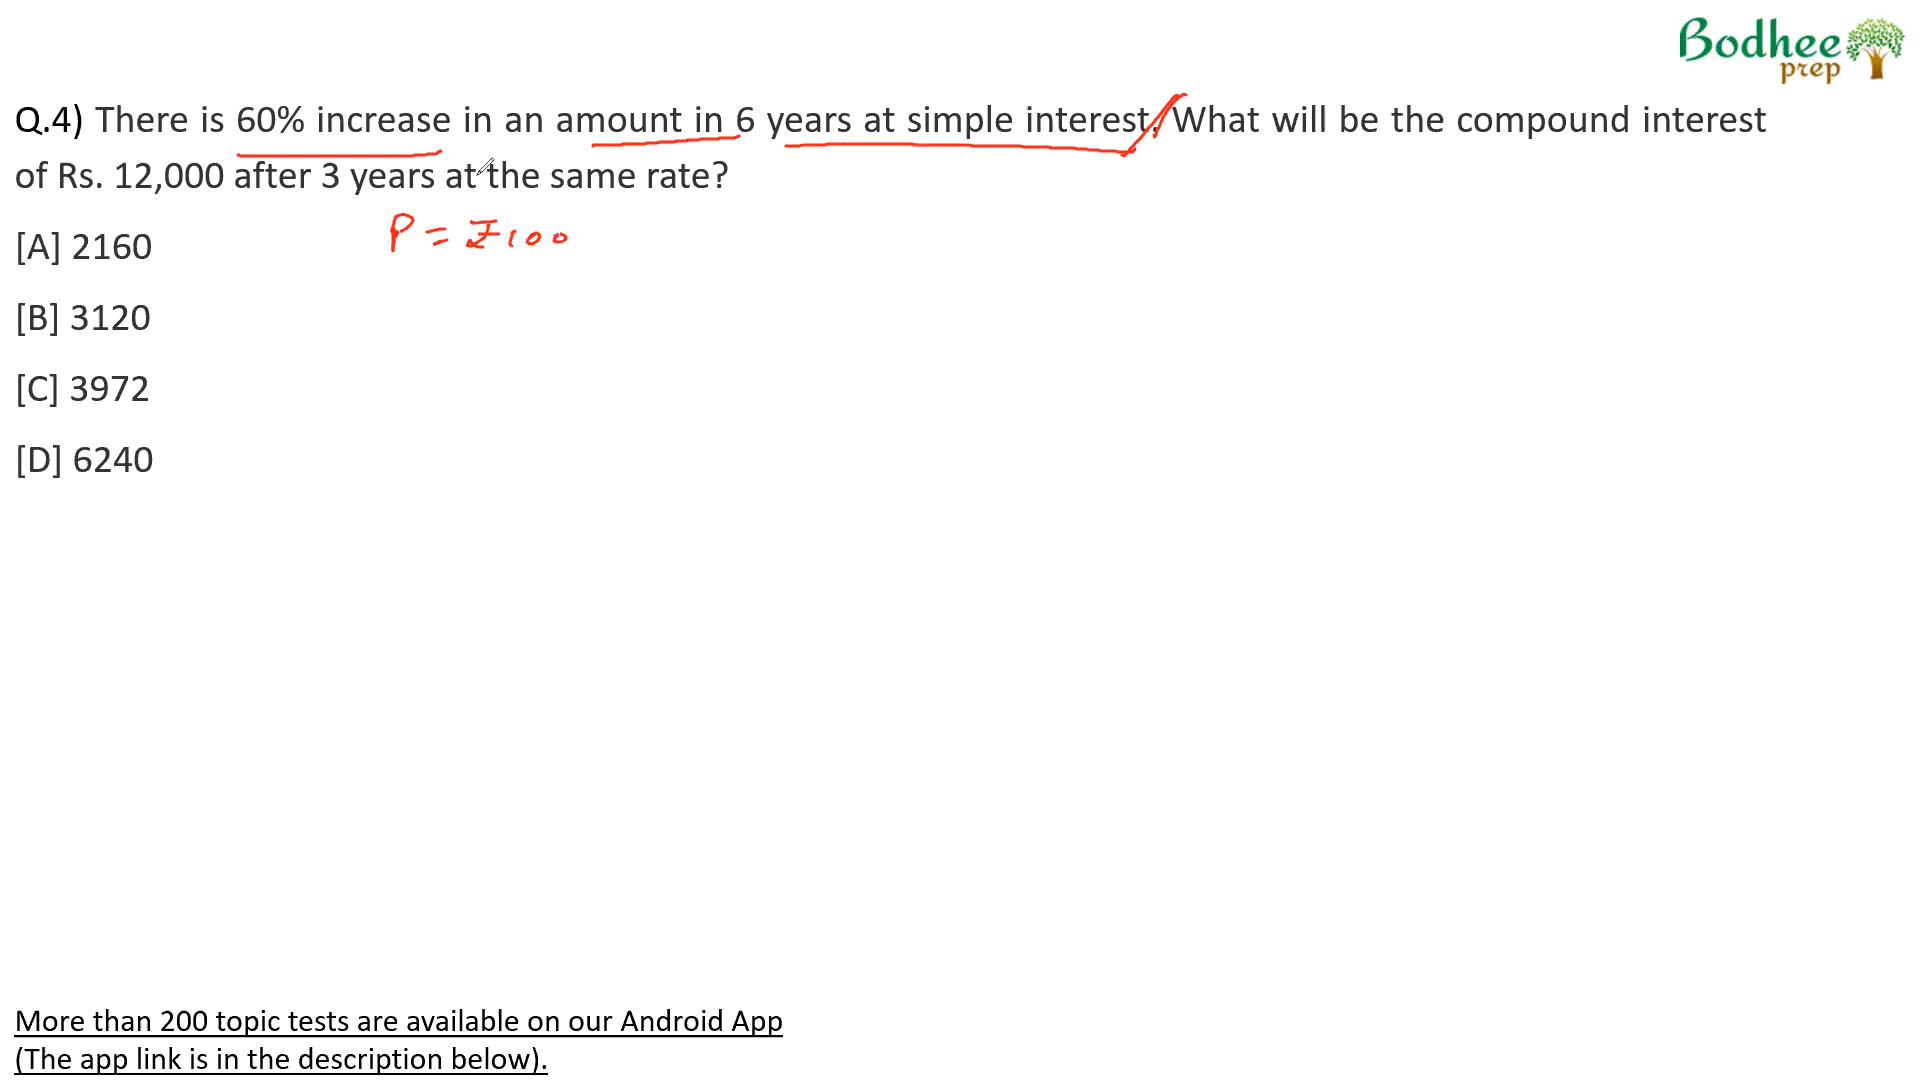 Bodhee
prep
Q.4) There is 60% increase in an amount in 6 years at simple interest. What will be the compound interest
of Rs. 12,000 after 3 years at the same rate?
P = ₹100
[A] 2160
[B] 3120
[C] 3972
[D] 6240
More than 200 topic tests are available on our Android App
(The app link is in the description below).